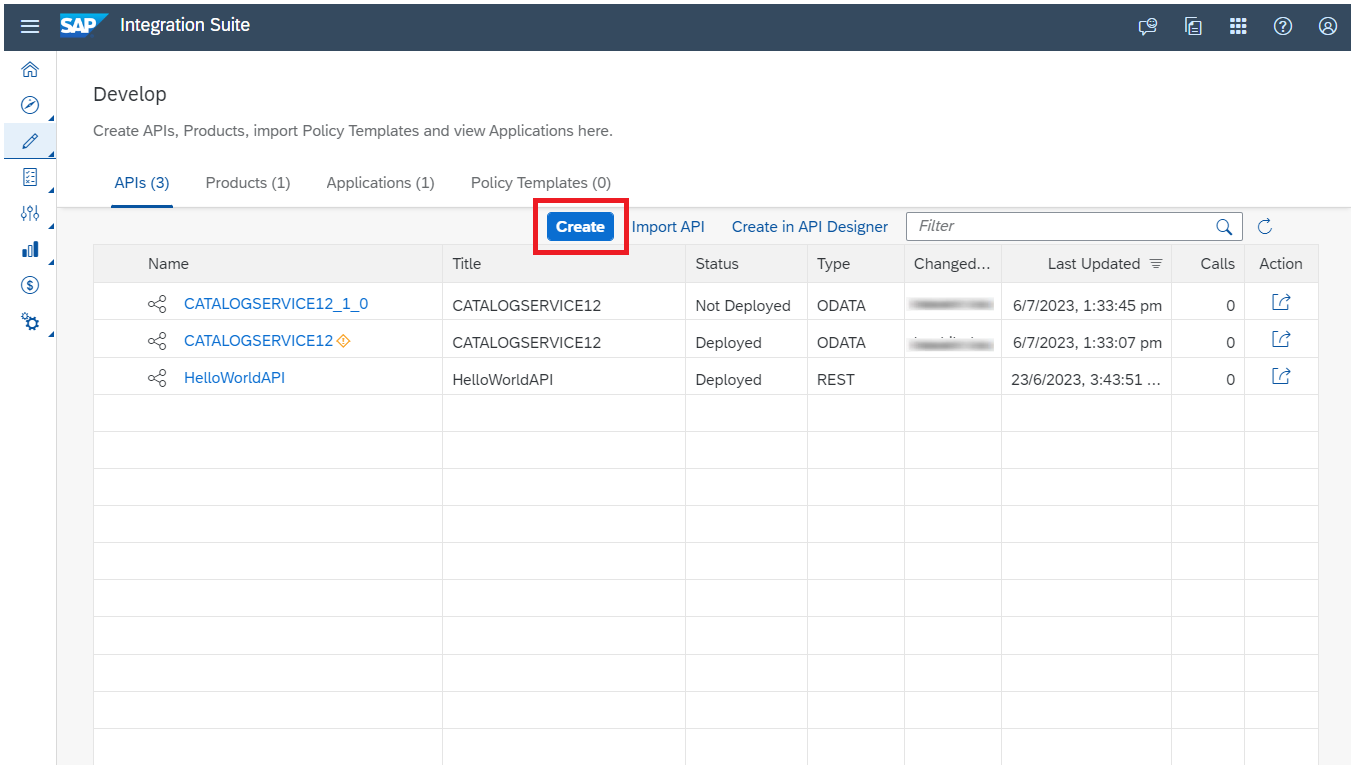 SAP Integration Suite
Develop
Create APIs, Products, import Policy Templates and view Applications here.
APIs (3) Products (1) Applications (1) Policy Templates (0)
Create Import API Create in API Designer Filter
Name Title Status Type Changed... Last Updated Calls Action
CATALOGSERVICE12_1_0 CATALOGSERVICE12 Not Deployed ODATA 6/7/2023, 1:33:45 pm 0
CATALOGSERVICE12 CATALOGSERVICE12 Deployed ODATA 6/7/2023, 1:33:07 pm 0
HelloWorldAPI HelloWorldAPI Deployed REST 23/6/2023, 3:43:51 ... 0